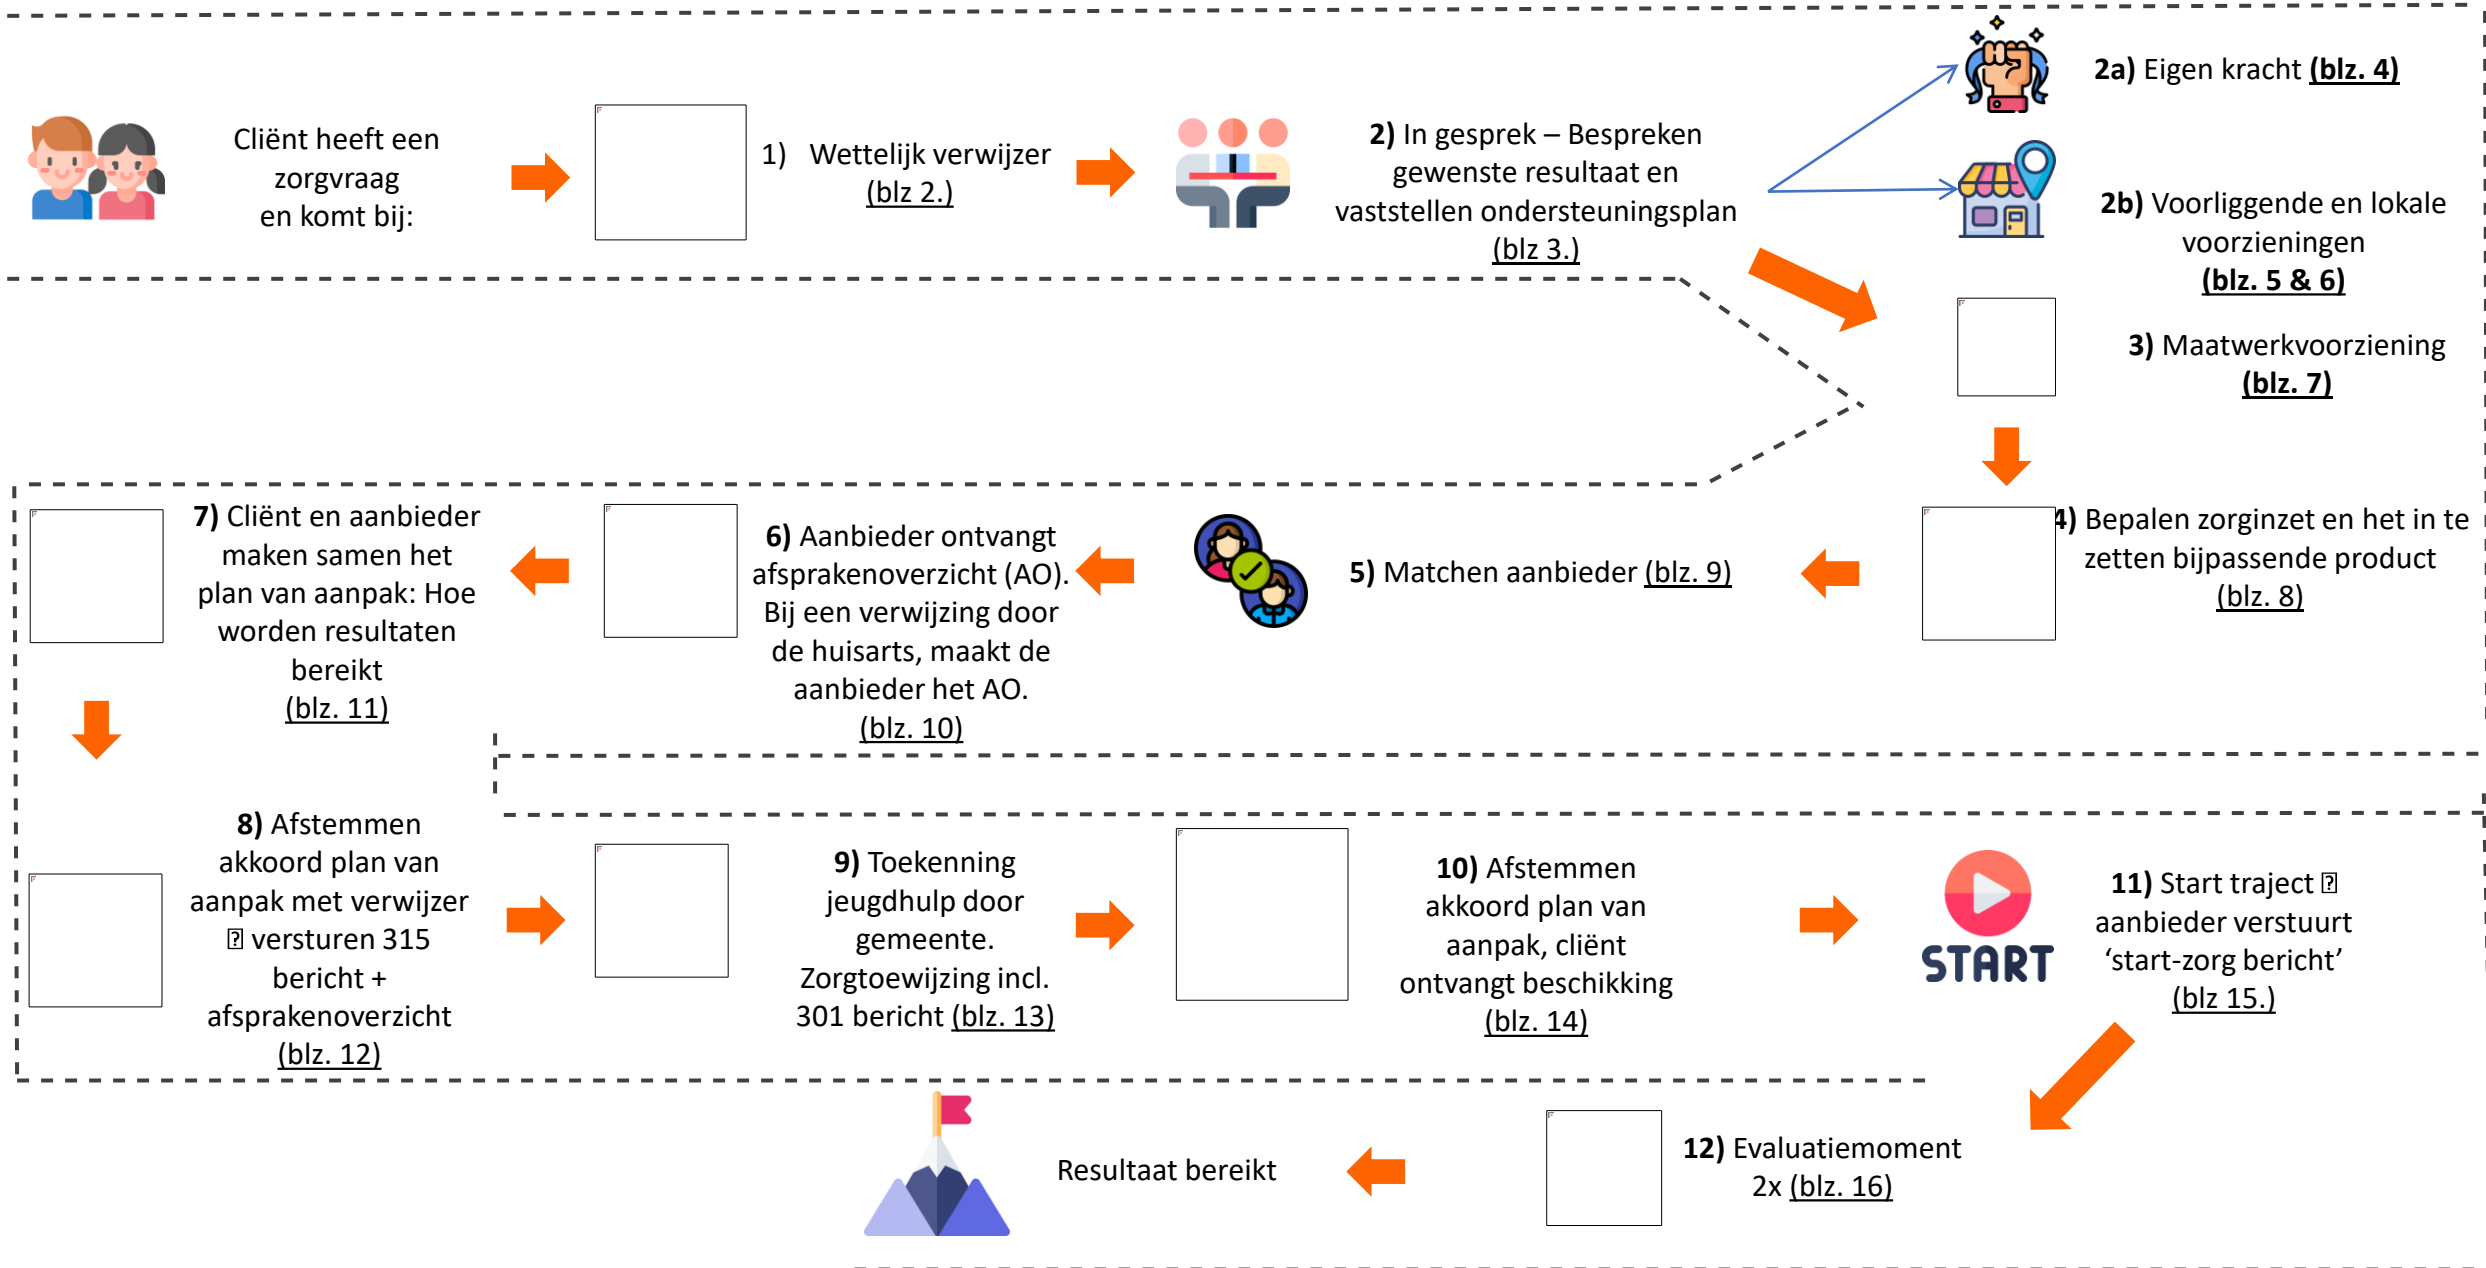 Cliënt heeft een
zorgvraag
en komt bij:
1) Wettelijk verwijzer
(blz 2.)
2) In gesprek – Bespreken
gewenste resultaat en
vaststellen ondersteuningsplan
(blz 3.)
2a) Eigen kracht (blz. 4)
2b) Voorliggende en lokale
voorzieningen
(blz. 5 & 6)
3) Maatwerkvoorziening
(blz. 7)
4) Bepalen zorginzet en het in te
zetten bijpassende product
(blz. 8)
5) Matchen aanbieder (blz. 9)
6) Aanbieder ontvangt
afsprakenoverzicht (AO).
Bij een verwijzing door
de huisarts, maakt de
aanbieder het AO.
(blz. 10)
7) Cliënt en aanbieder
maken samen het
plan van aanpak: Hoe
worden resultaten
bereikt
(blz. 11)
8) Afstemmen
akkoord plan van
aanpak met verwijzer
⍰ versturen 315
bericht +
afsprakenoverzicht
(blz. 12)
9) Toekenning
jeugdhulp door
gemeente.
Zorgtoewijzing incl.
301 bericht (blz. 13)
10) Afstemmen
akkoord plan van
aanpak, cliënt
ontvangt beschikking
(blz. 14)
START
11) Start traject ⍰
aanbieder verstuurt
‘start-zorg bericht’
(blz 15.)
12) Evaluatiemoment
2x (blz. 16)
Resultaat bereikt